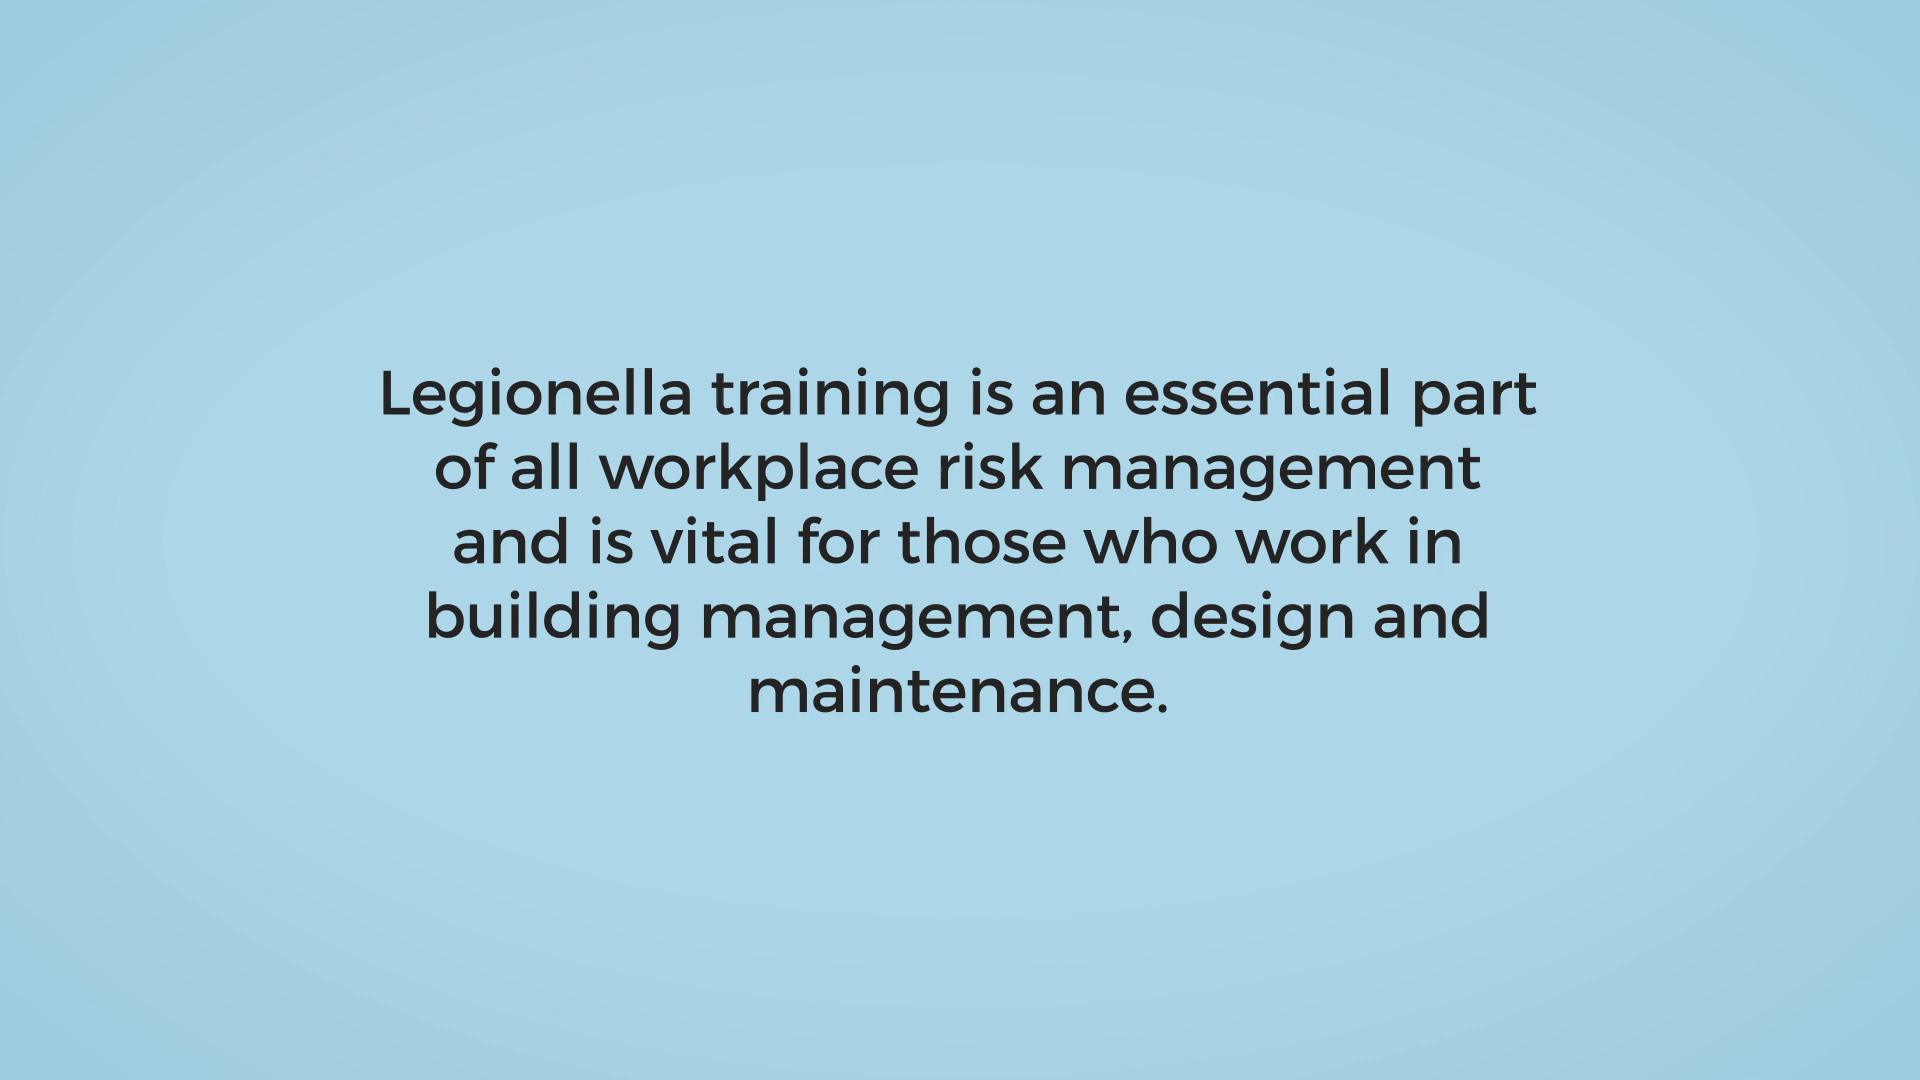 Legionella training is an essential part
of all workplace risk management
and is vital for those who work in
building management, design and
maintenance.